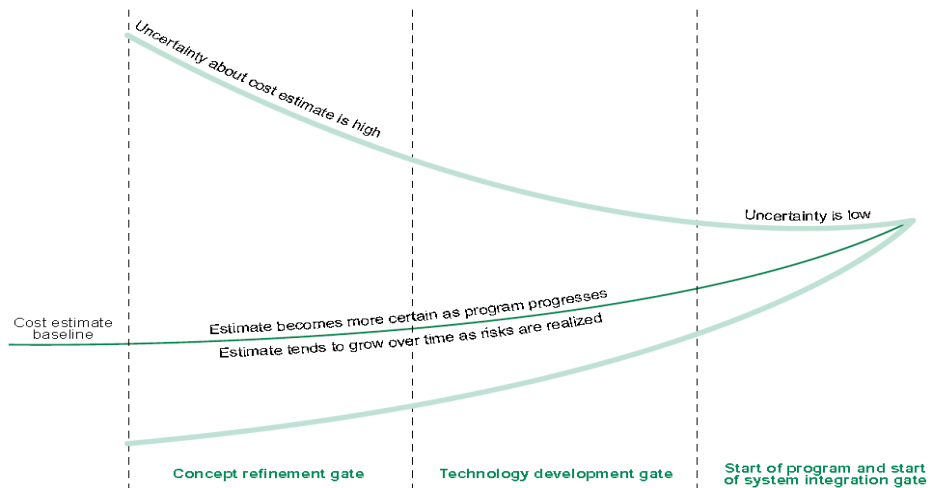 Uncertainty about cost estimate is high
Uncertainty is low
Cost estimate
baseline
Estimate becomes more certain as program progresses
Estimate tends to grow over time as risks are realized
Concept refinement gate
Technology development gate
Start of program and start
of system integration gate